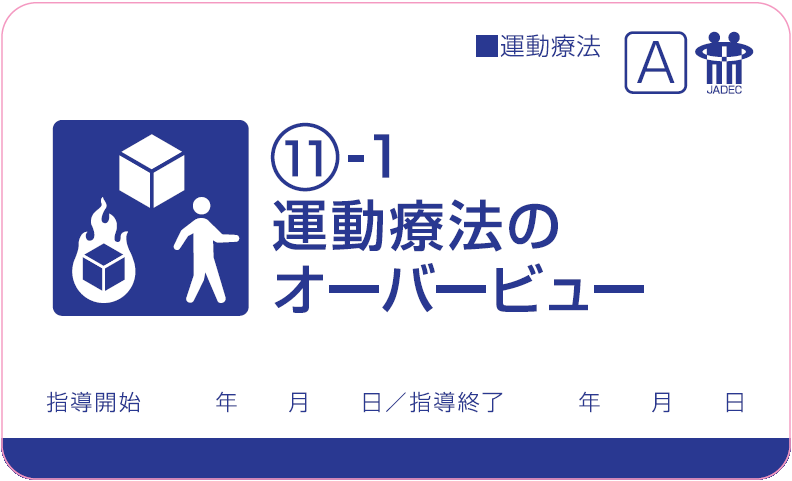 ■運動療法
A
JADEC
⑪-1
運動療法の
オーバービュー
指導開始 年 月 日／指導終了 年 月 日